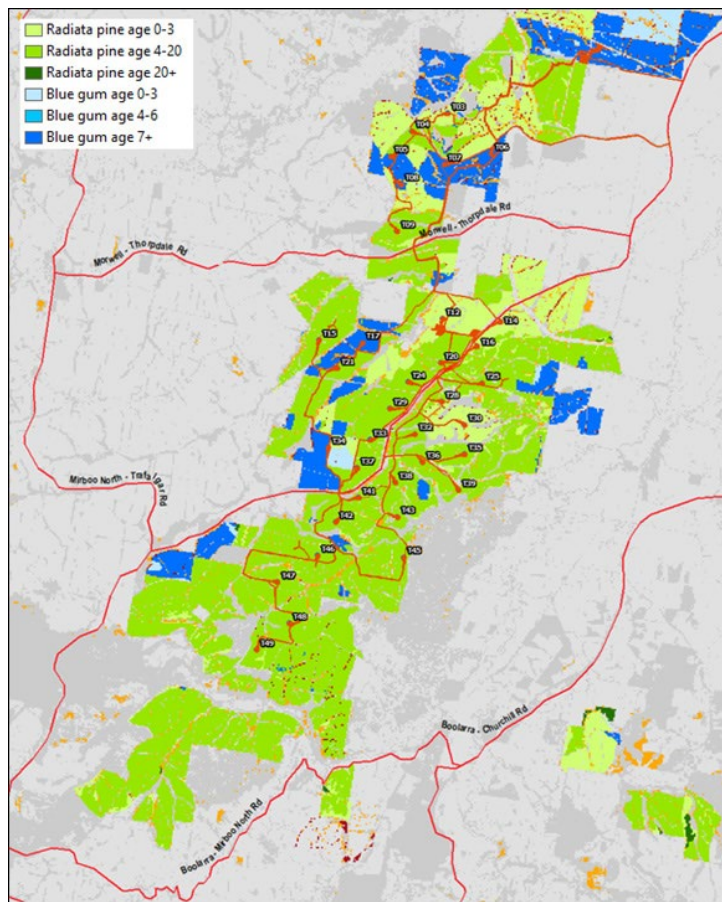 Radiata pine age 0-3
Radiata pine age 4-20
Radiata pine age 20+
Blue gum age 0-3
Blue gum age 4-6
Blue gum age 7+
T03
T04
T05
T06
T07
T08
T09
Morwell - Thorpdale Rd
Morwell - Thorpdale Rd
T12
T14
T15
T17
T16
T21
T20
T24
T25
T28
T29
T30
T32
T33
T34
T35
T36
T37
T38
T39
Mirboo North - Trafalgar Rd
T41
T42
T43
T45
T46
T47
T48
T49
Boolarra - Churchill Rd
Boolarra- Mirboo North Rd